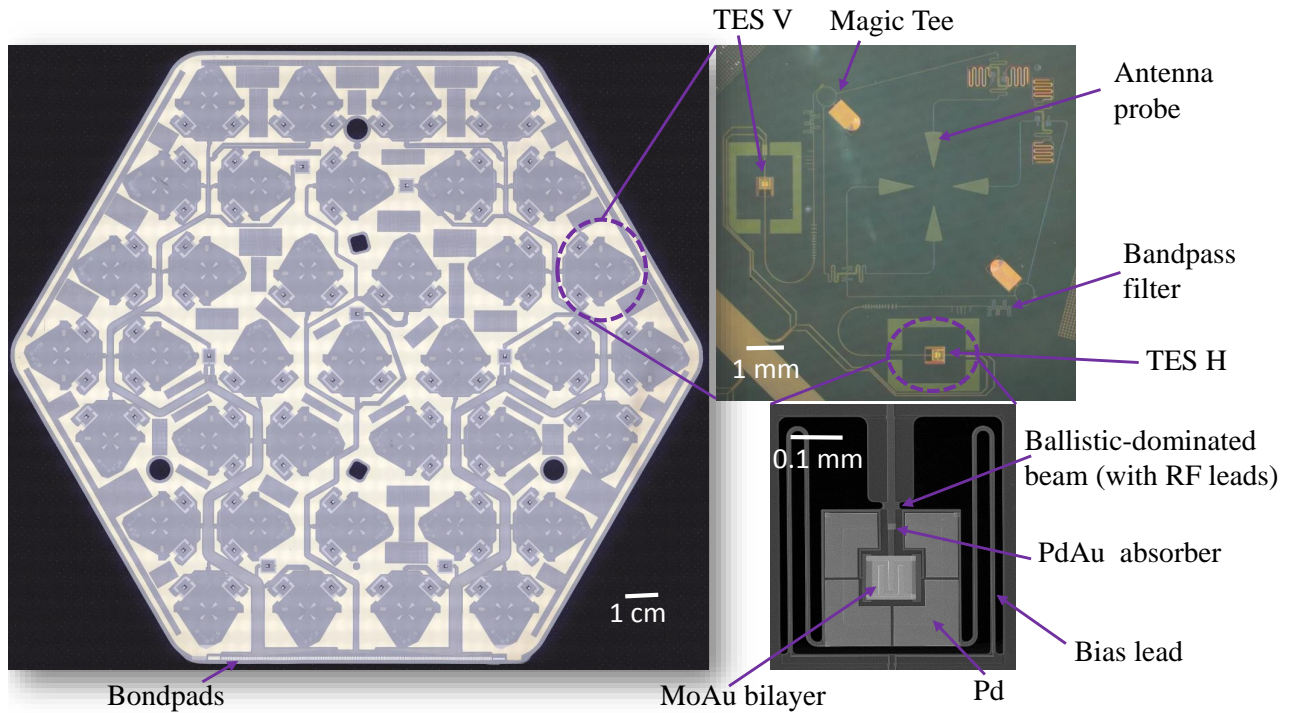 TES V
Magic Tee
Antenna
probe
Bandpass
filter
1 mm
TES H
1 cm
0.1 mm
Ballistic-dominated
beam (with RF leads)
PdAu absorber
Bias lead
Bondpads
MoAu bilayer
Pd